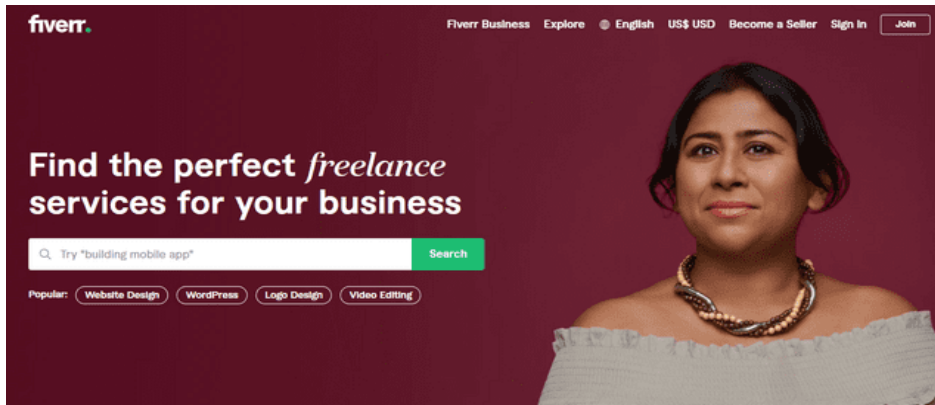 fiverr.
Fiverr Business Explore English US$ USD Become a Seller Sign In Join
Find the perfect freelance
services for your business
Try "building mobile app" Search
Popular: Website Design WordPress Logo Design Video Editing